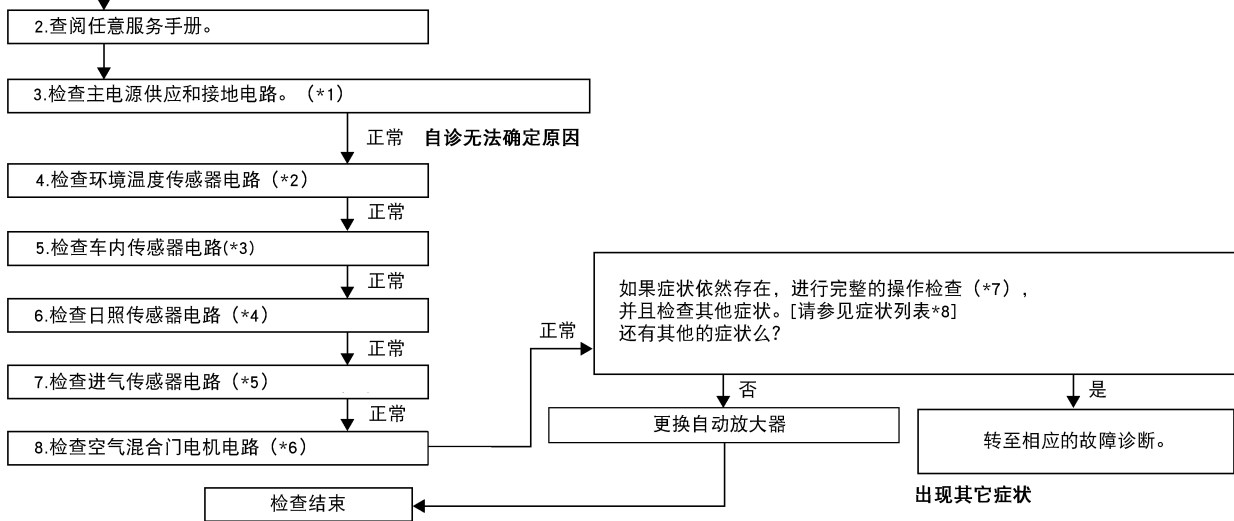 2.查阅任意服务手册。
3.检查主电源供应和接地电路。（*1）
正常 自诊无法确定原因
4.检查环境温度传感器电路（*2）
正常
5.检查车内传感器电路(*3)
正常
6.检查日照传感器电路（*4）
正常
7.检查进气传感器电路（*5）
正常
8.检查空气混合门电机电路（*6）
正常
如果症状依然存在，进行完整的操作检查（*7），
并且检查其他症状。[请参见症状列表*8]
还有其他的症状么？
否
是
更换自动放大器
转至相应的故障诊断。
出现其它症状
检查结束